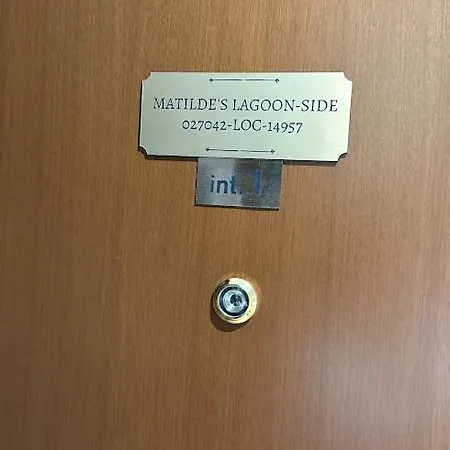 MATILDE'S LAGOON-SIDE
027042-LOC-14957
int. 1